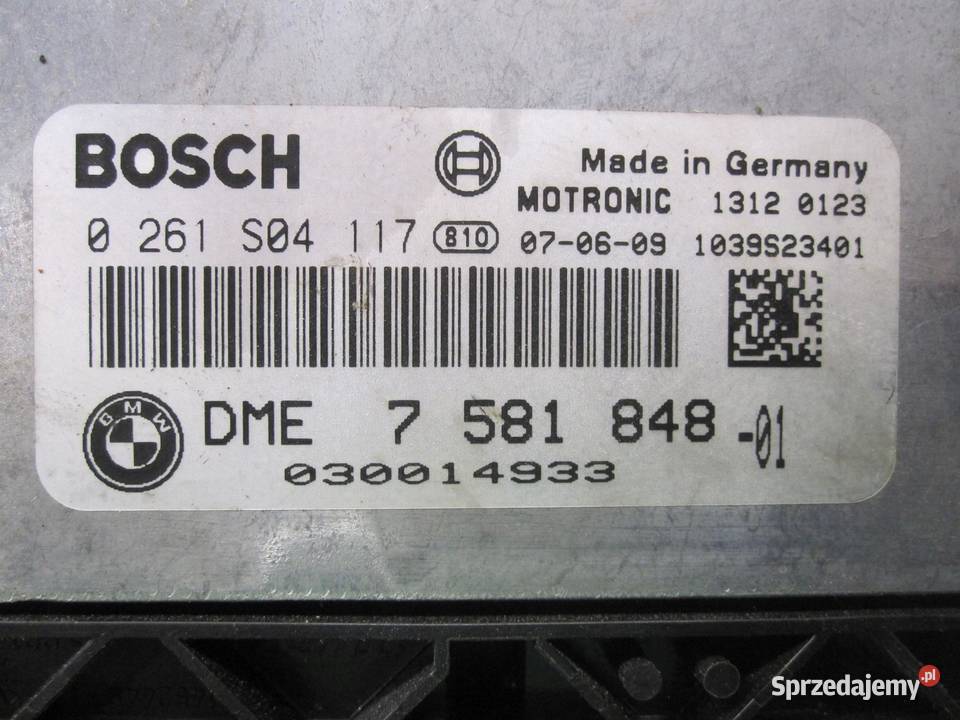 BOSCH
Made in Germany
MOTRONIC 1312 0123
0 261 S04 117 810 07-06-09 1039S23401
BMW
DME 7 581 848 -01
030014933
Sprzedajemy.pl